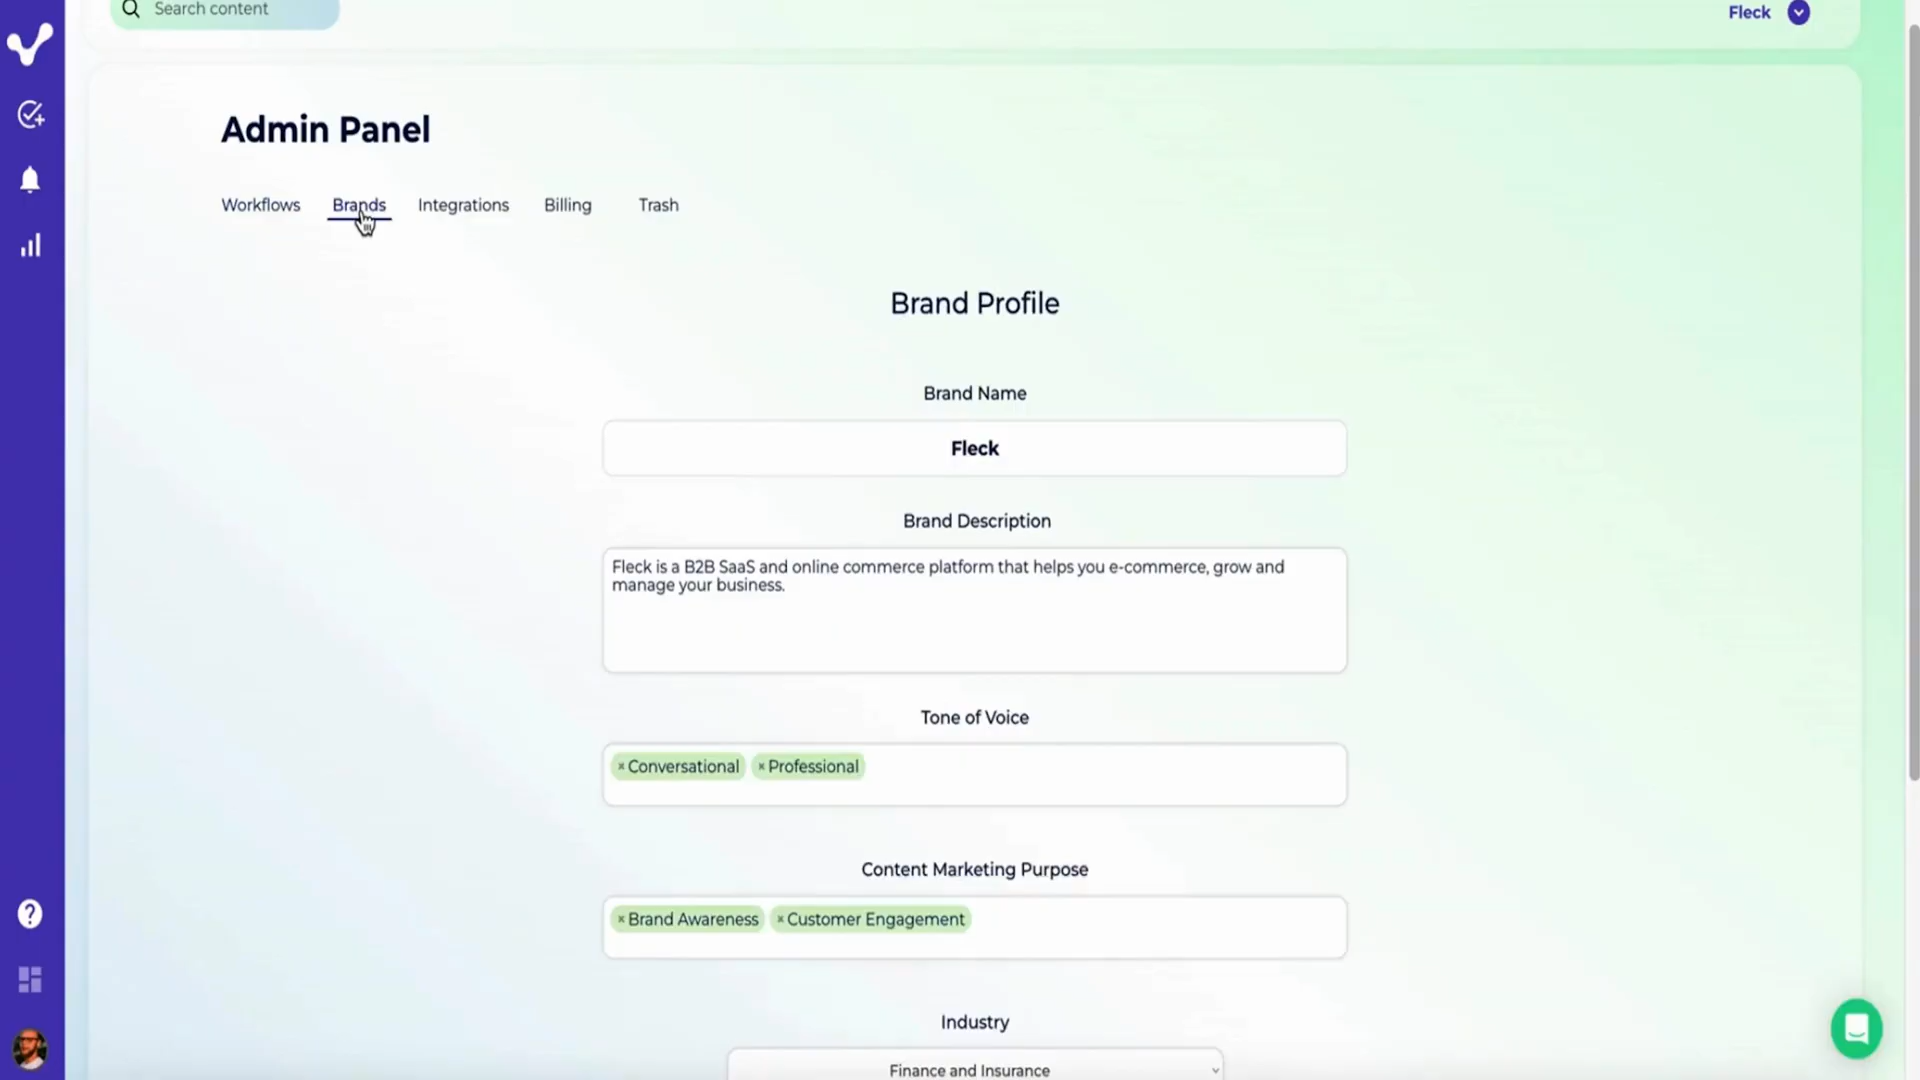 Search content
Fleck
Admin Panel
Workflows Brands Integrations Billing Trash
Brand Profile
Brand Name
Fleck
Brand Description
Fleck is a B2B SaaS and online commerce platform that helps you e-commerce, grow and
manage your business.
Tone of Voice
×Conversational ×Professional
Content Marketing Purpose
×Brand Awareness ×Customer Engagement
Industry
Finance and Insurance